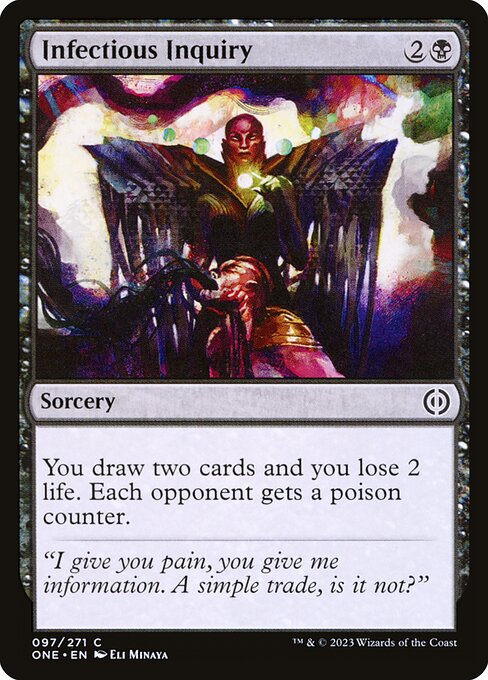 Infectious Inquiry 2
Sorcery
You draw two cards and you lose 2
life. Each opponent gets a poison
counter.
“I give you pain, you give me
information. A simple trade, is it not?”
097/271 C
ONE • EN Eli Minaya
™ & © 2023 Wizards of the Coast